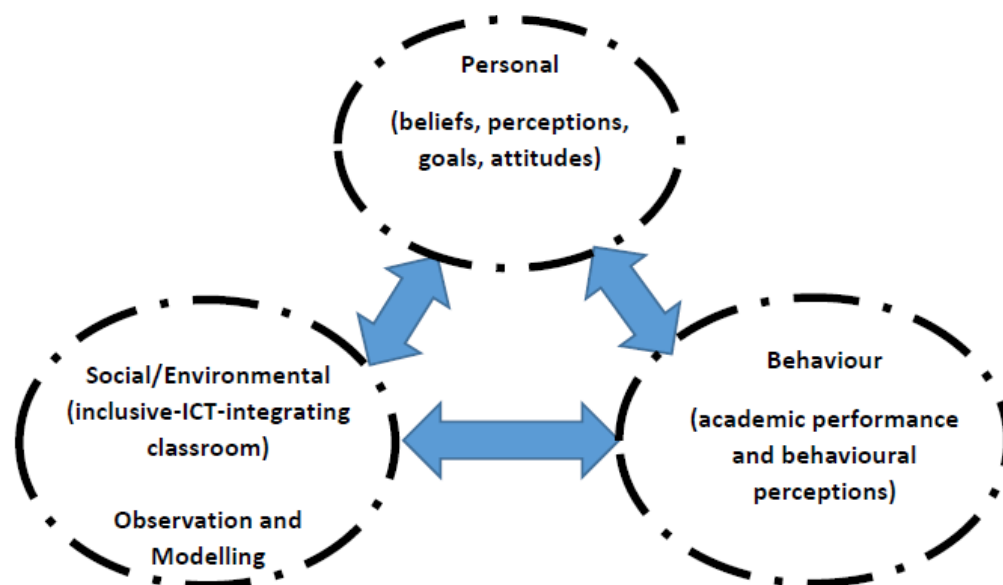 Personal
(beliefs, perceptions,
goals, attitudes)
Social/Environmental
(inclusive-ICT-integrating
classroom)
Observation and
Modelling
Behaviour
(academic performance
and behavioural
perceptions)